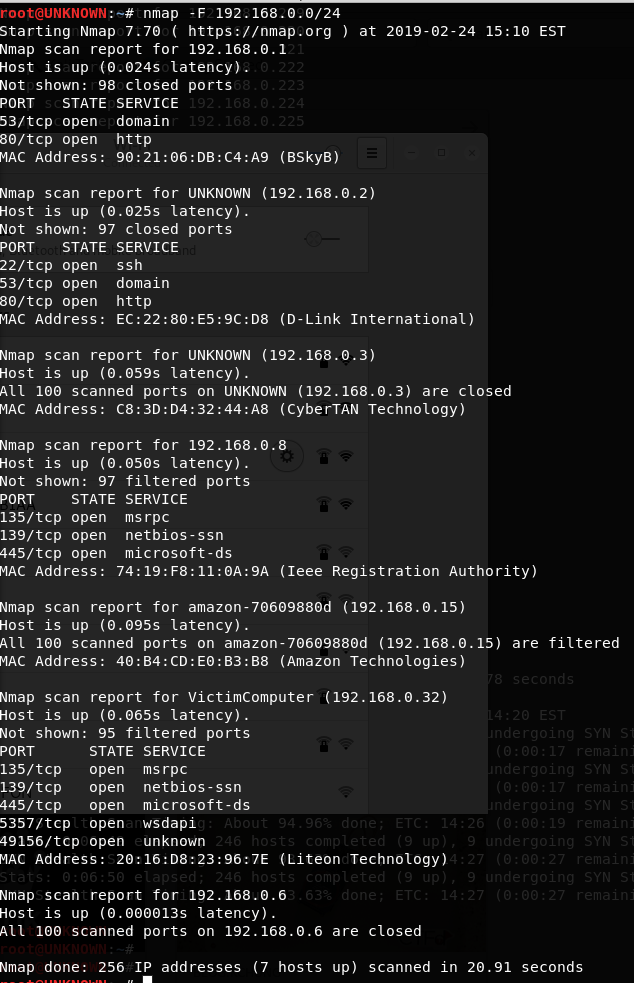 root@UNKNOWN:~# nmap -F 192.168.0.0/24
Starting Nmap 7.70 ( https://nmap.org ) at 2019-02-24 15:10 EST
Nmap scan report for 192.168.0.1
Host is up (0.024s latency).
Not shown: 98 closed ports
PORT   STATE SERVICE
53/tcp open  domain
80/tcp open  http
MAC Address: 90:21:06:DB:C4:A9 (BSkyB)

Nmap scan report for UNKNOWN (192.168.0.2)
Host is up (0.025s latency).
Not shown: 97 closed ports
PORT   STATE SERVICE
22/tcp open  ssh
53/tcp open  domain
80/tcp open  http
MAC Address: EC:22:80:E5:9C:D8 (D-Link International)

Nmap scan report for UNKNOWN (192.168.0.3)
Host is up (0.059s latency).
All 100 scanned ports on UNKNOWN (192.168.0.3) are closed
MAC Address: C8:3D:D4:32:44:A8 (CyberTAN Technology)

Nmap scan report for 192.168.0.8
Host is up (0.050s latency).
Not shown: 97 filtered ports
PORT    STATE SERVICE
135/tcp open  msrpc
139/tcp open  netbios-ssn
445/tcp open  microsoft-ds
MAC Address: 74:19:F8:11:0A:9A (Ieee Registration Authority)

Nmap scan report for amazon-70609880d (192.168.0.15)
Host is up (0.095s latency).
All 100 scanned ports on amazon-70609880d (192.168.0.15) are filtered
MAC Address: 40:B4:CD:E0:B3:B8 (Amazon Technologies)

Nmap scan report for VictimComputer (192.168.0.32)
Host is up (0.065s latency).
Not shown: 95 filtered ports
PORT      STATE SERVICE
135/tcp   open  msrpc
139/tcp   open  netbios-ssn
445/tcp   open  microsoft-ds
5357/tcp  open  wsdapi
49156/tcp open  unknown
MAC Address: 20:16:D8:23:96:7E (Liteon Technology)

Nmap scan report for 192.168.0.6
Host is up (0.000013s latency).
All 100 scanned ports on 192.168.0.6 are closed

Nmap done: 256 IP addresses (7 hosts up) scanned in 20.91 seconds
root@UNKNOWN:~#